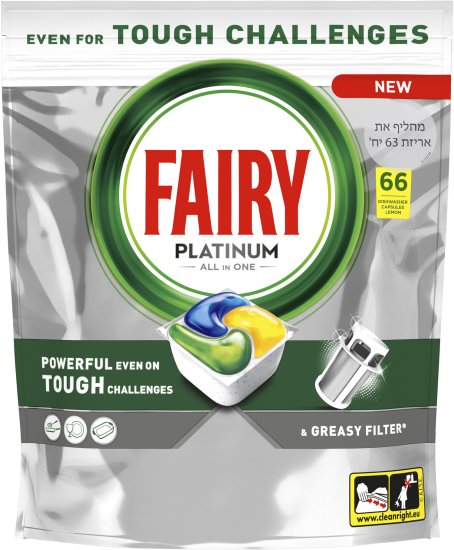 EVEN FOR TOUGH CHALLENGES
NEW
מחליף את
אריזת 63 יח'
FAIRY
PLATINUM
ALL IN ONE
66
DISHWASHER
CAPSULES
LEMON
POWERFUL EVEN ON
TOUGH CHALLENGES
& GREASY FILTER*
www.cleanright.eu